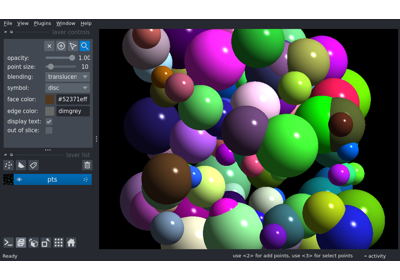 File View Plugins Window Help
layer controls
opacity: 1.00
point size: 10
blending: translucen
symbol: disc
face color: #52371eff
edge color: dimgrey
display text:
out of slice:
layer list
pts
Ready use <2> for add points, use <3> for select points activity